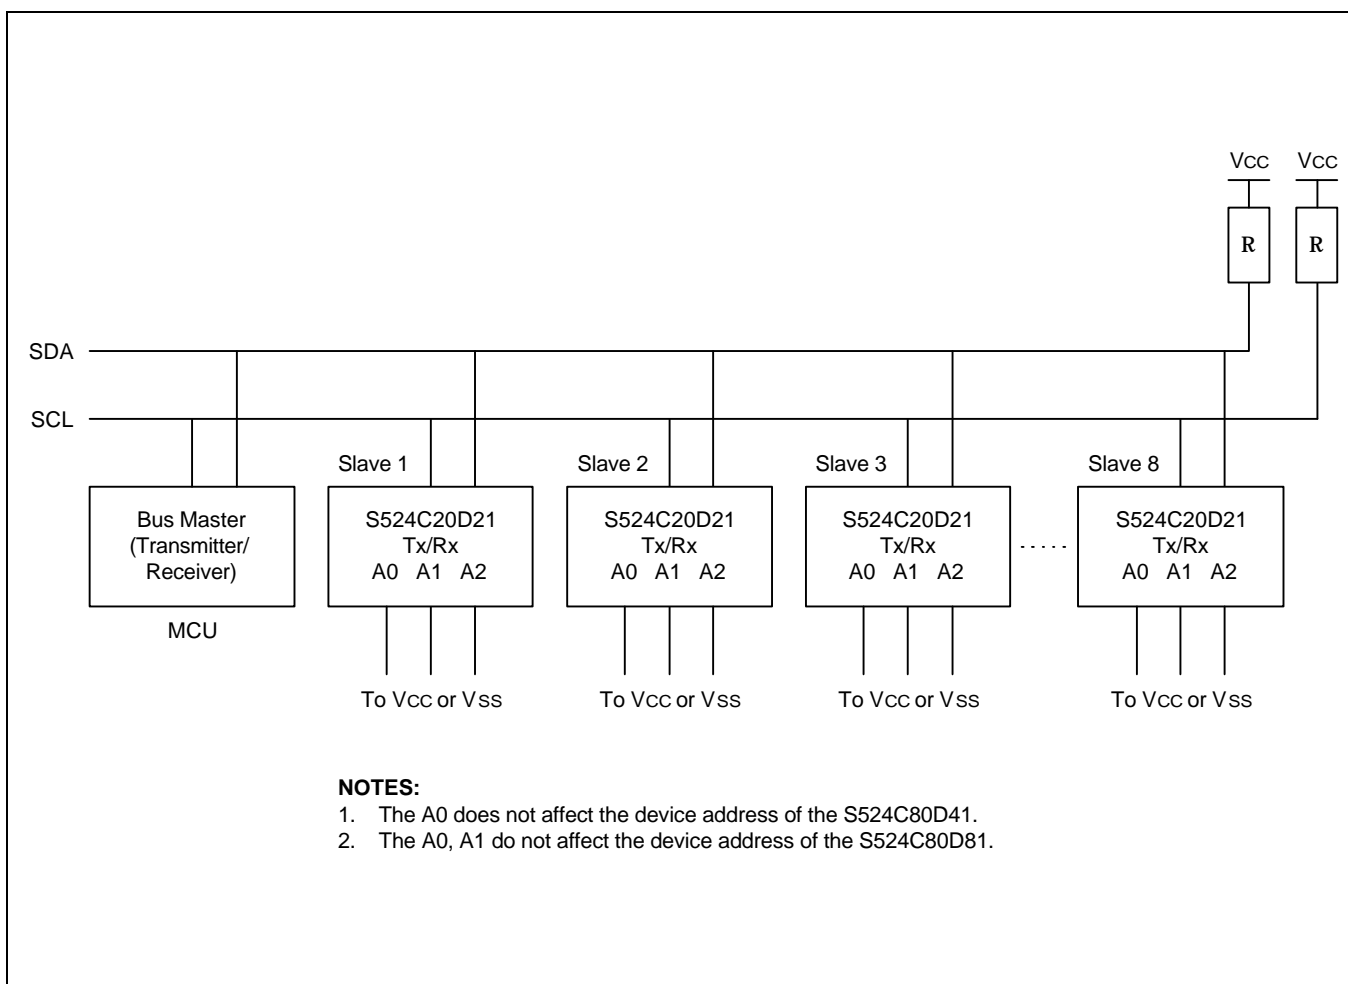 VCC VCC
R R
SDA
SCL
Slave 1 Slave 2 Slave 3 Slave 8
Bus Master
(Transmitter/
Receiver)
MCU
S524C20D21
Tx/Rx
A0 A1 A2
To VCC or VSS
S524C20D21
Tx/Rx
A0 A1 A2
To VCC or VSS
S524C20D21
Tx/Rx
A0 A1 A2
To VCC or VSS
.....
S524C20D21
Tx/Rx
A0 A1 A2
To VCC or VSS
NOTES:
1. The A0 does not affect the device address of the S524C80D41.
2. The A0, A1 do not affect the device address of the S524C80D81.